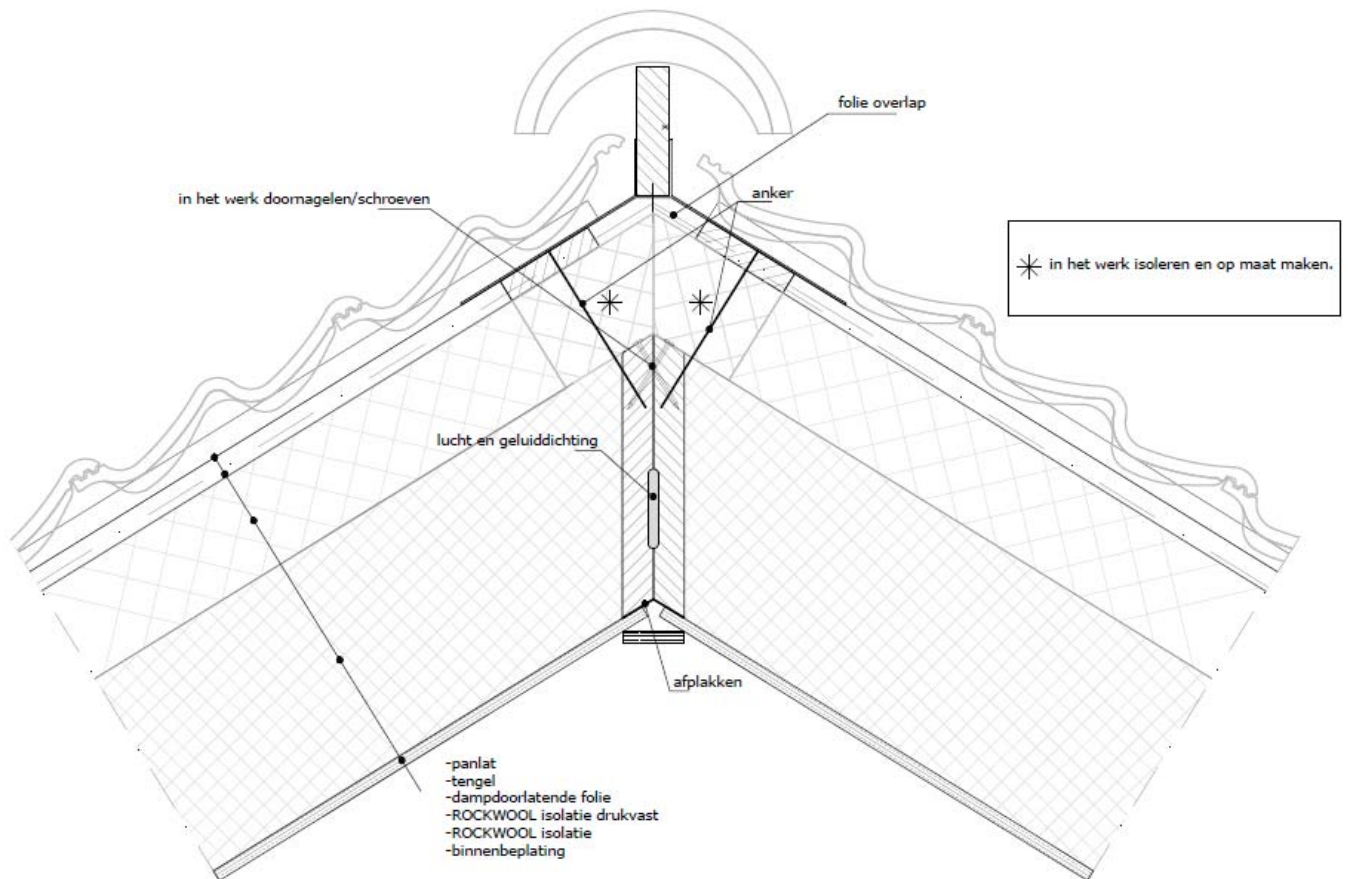 folie overlap
in het werk doornagelen/schroeven
anker
in het werk isoleren en op maat maken.
lucht en geluiddichting
afplakken
-panlat
-tengel
-dampdoorlatende folie
-ROCKWOOL isolatie drukvast
-ROCKWOOL isolatie
-binnenbeplating